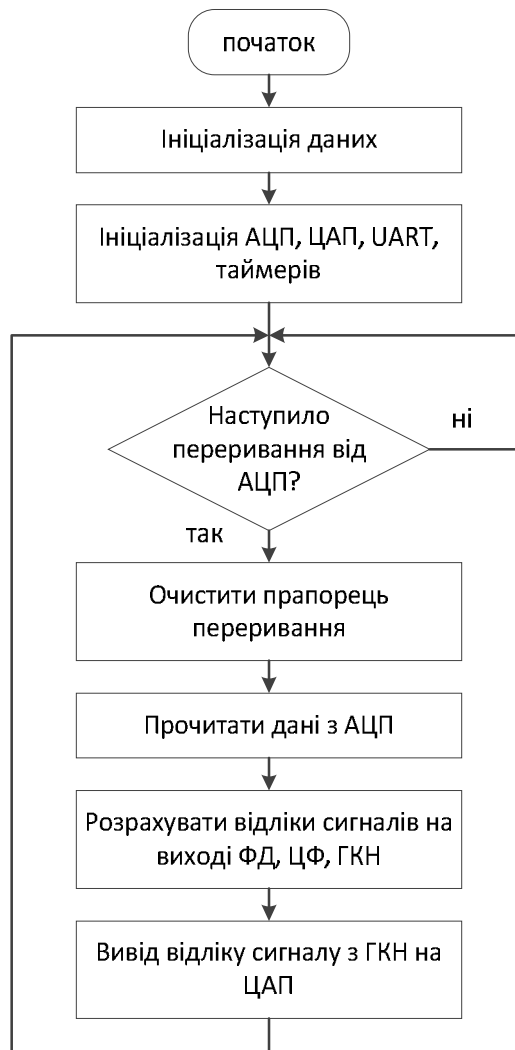 початок
Ініціалізація даних
Ініціалізація АЦП, ЦАП, UART,
таймерів
Наступило
переривання від
АЦП?
ні
так
Очистити прапорець
переривання
Прочитати дані з АЦП
Розрахувати відліки сигналів на
виході ФД, ЦФ, ГКН
Вивід відліку сигналу з ГКН на
ЦАП